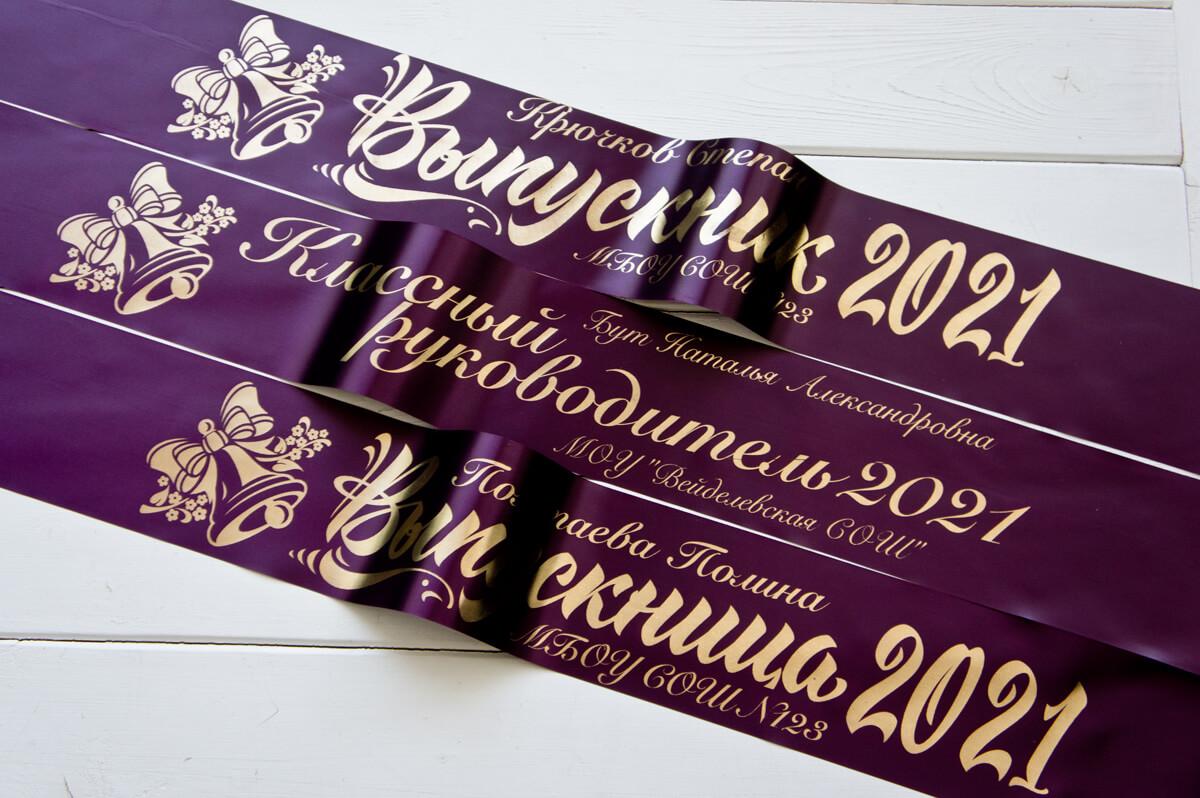 Крючков Степан
Выпускник 2021
МБОУ СОШ №23
Классный
руководитель 2021
Бут Наталья Александровна
МОУ "Вейделевская СОШ"
Полина
Выпускница 2021
МБОУ СОШ N123